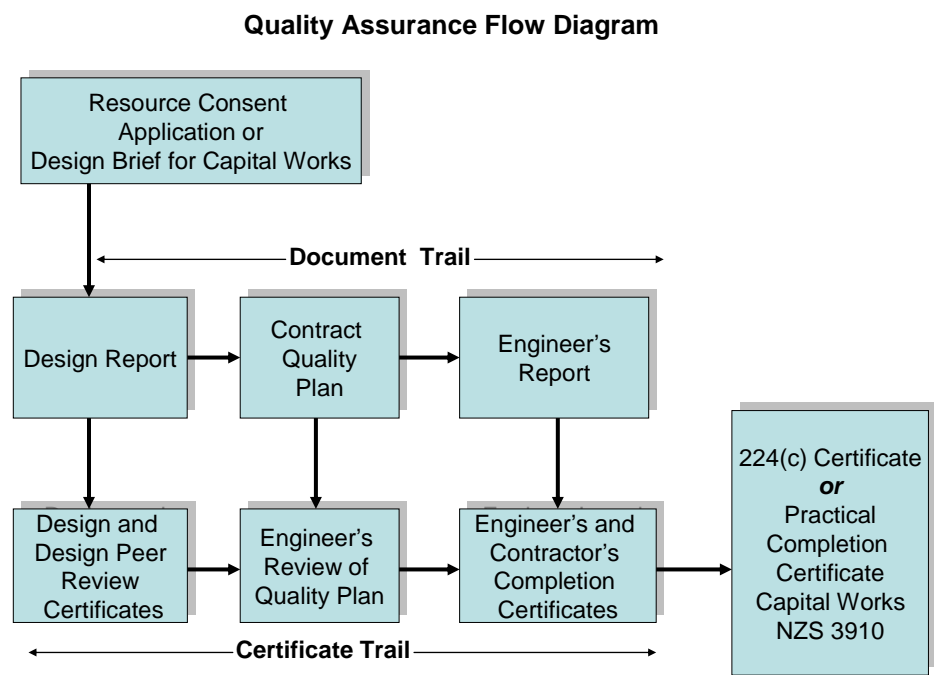 Quality Assurance Flow Diagram
Resource Consent
Application or
Design Brief for Capital Works
Document Trail
Design Report
Contract
Quality
Plan
Engineer's
Report
Design and
Design Peer
Review
Certificates
Engineer's
Review of
Quality Plan
Engineer's and
Contractor's
Completion
Certificates
224(c) Certificate
or
Practical
Completion
Certificate
Capital Works
NZS 3910
Certificate Trail